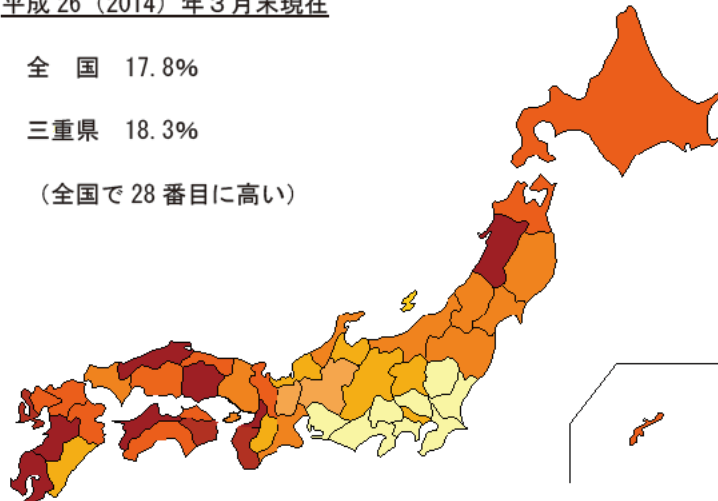 平成 26（2014）年３月末現在
全　国　17.8%
三重県　18.3%
（全国で 28 番目に高い）